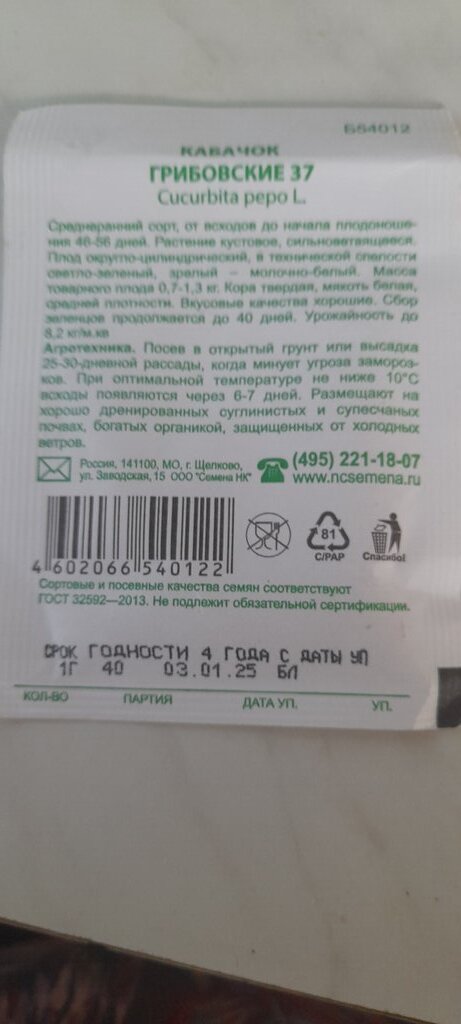 Б54012
КАБАЧОК
ГРИБОВСКИЕ 37
Cucurbita pepo L.
Среднеранний сорт, от всходов до начала плодоноше-
ния 46-56 дней. Растение кустовое, сильноветвящееся.
Плод округло-цилиндрический, в технической спелости
светло-зеленый, зрелый – молочно-белый. Масса
товарного плода 0,7-1,3 кг. Кора твердая, мякоть белая,
средней плотности. Вкусовые качества хорошие. Сбор
зеленцов продолжается до 40 дней. Урожайность до
8,2 кг/м.кв
Агротехника. Посев в открытый грунт или высадка
25-30-дневной рассады, когда минует угроза замороз-
ков. При оптимальной температуре не ниже 10°С
всходы появляются через 6-7 дней. Размещают на
хорошо дренированных суглинистых и супесчаных
почвах, богатых органикой, защищенных от холодных
ветров.
Россия, 141100, МО, г. Щелково,
ул. Заводская, 15 ООО "Семена НК"
(495) 221-18-07
www.ncsemena.ru
81
C/PAP
Спасибо!
4 602066 540122
Сортовые и посевные качества семян соответствуют
ГОСТ 32592—2013. Не подлежит обязательной сертификации.
СРОК ГОДНОСТИ 4 ГОДА С ДАТЫ УП
1Г 40 03.01.25 БЛ
КОЛ-ВО ПАРТИЯ ДАТА УП. УП.